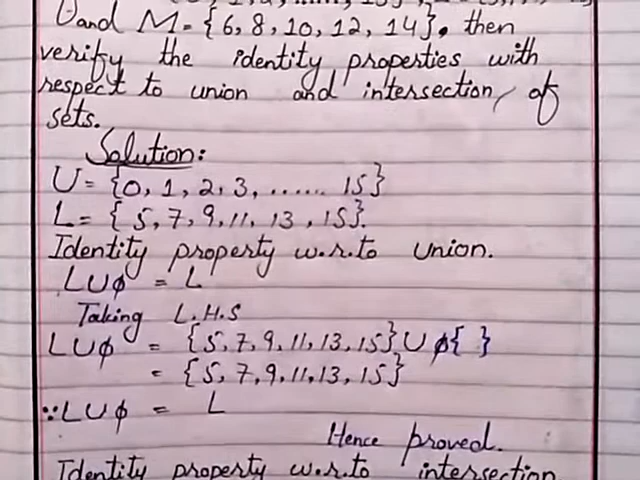 and M = {6, 8, 10, 12, 14}. then
verify the identity properties with
respect to union and intersection of
sets.
Solution:
U = {0, 1, 2, 3, ...... 15}
L = { 5, 7, 9, 11, 13, 15}.
Identity property w.r.to union.
L∪ϕ = L
Taking L.H.S
L∪ϕ = {5, 7, 9, 11, 13, 15} ∪ ϕ{ }
= {5, 7, 9, 11, 13, 15}
∵ L∪ϕ = L
Hence proved.
Identity property w.r.to intersection